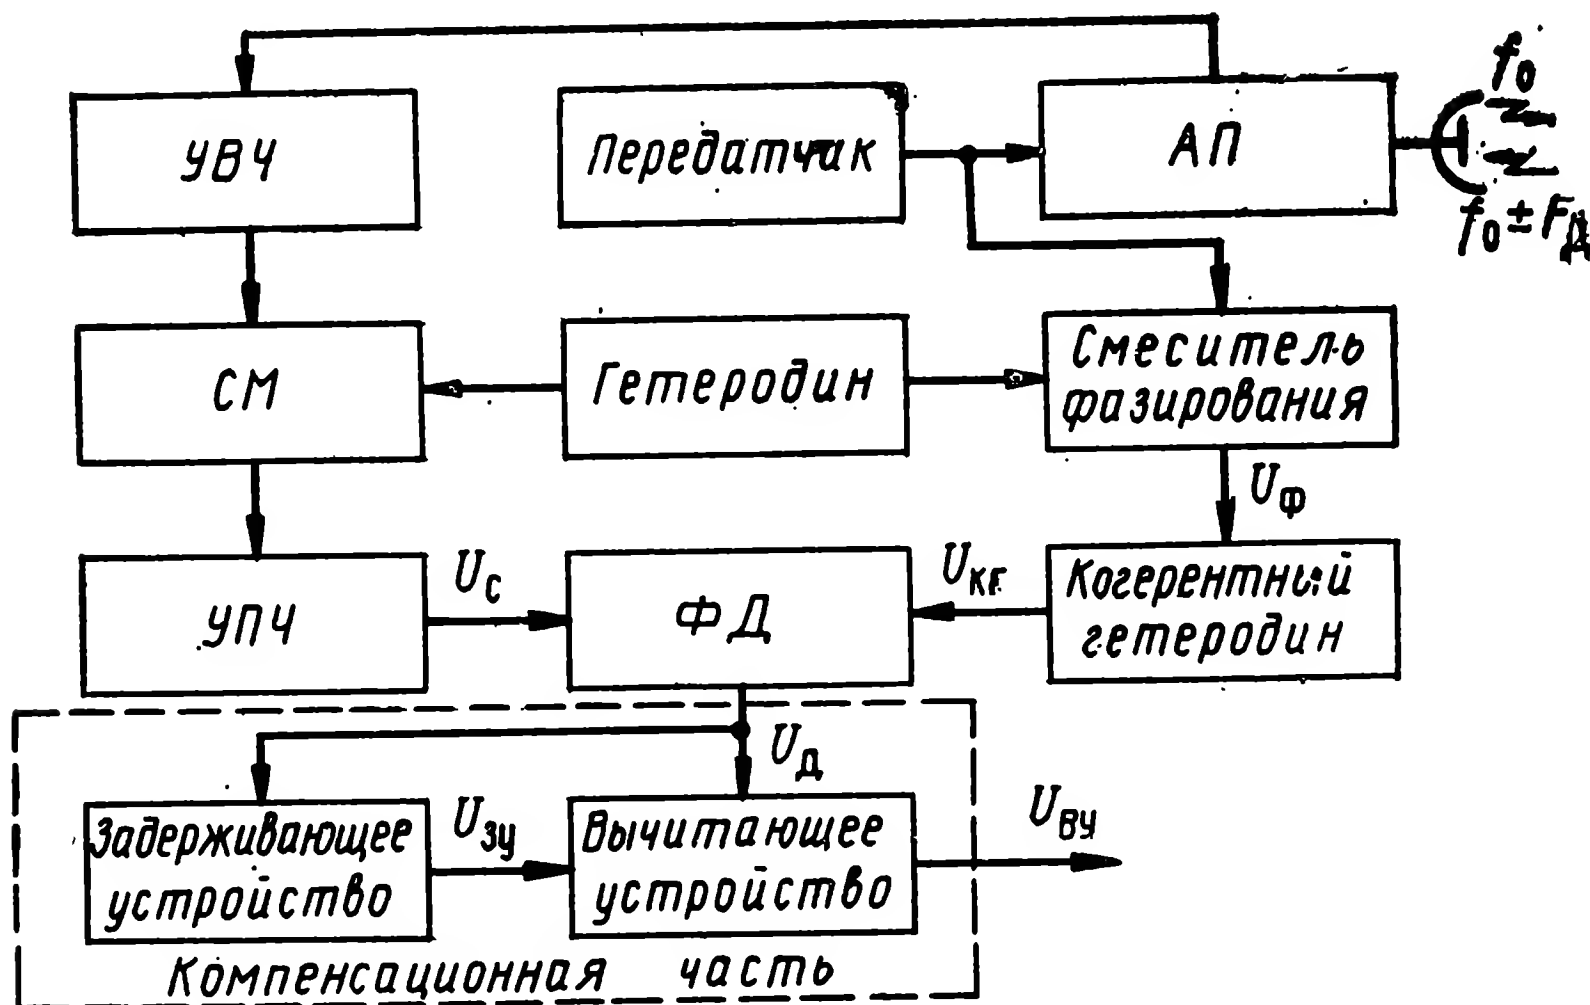 f₀
УВЧ
Передатчик
АП
f₀ ± Fд
СМ
Гетеродин
Смеситель
фазирования
Uф
УПЧ
Uс
ФД
Uкг
Когерентный
гетеродин
Uд
Задерживающее
устройство
Uзу
Вычитающее
устройство
Uву
Компенсационная часть